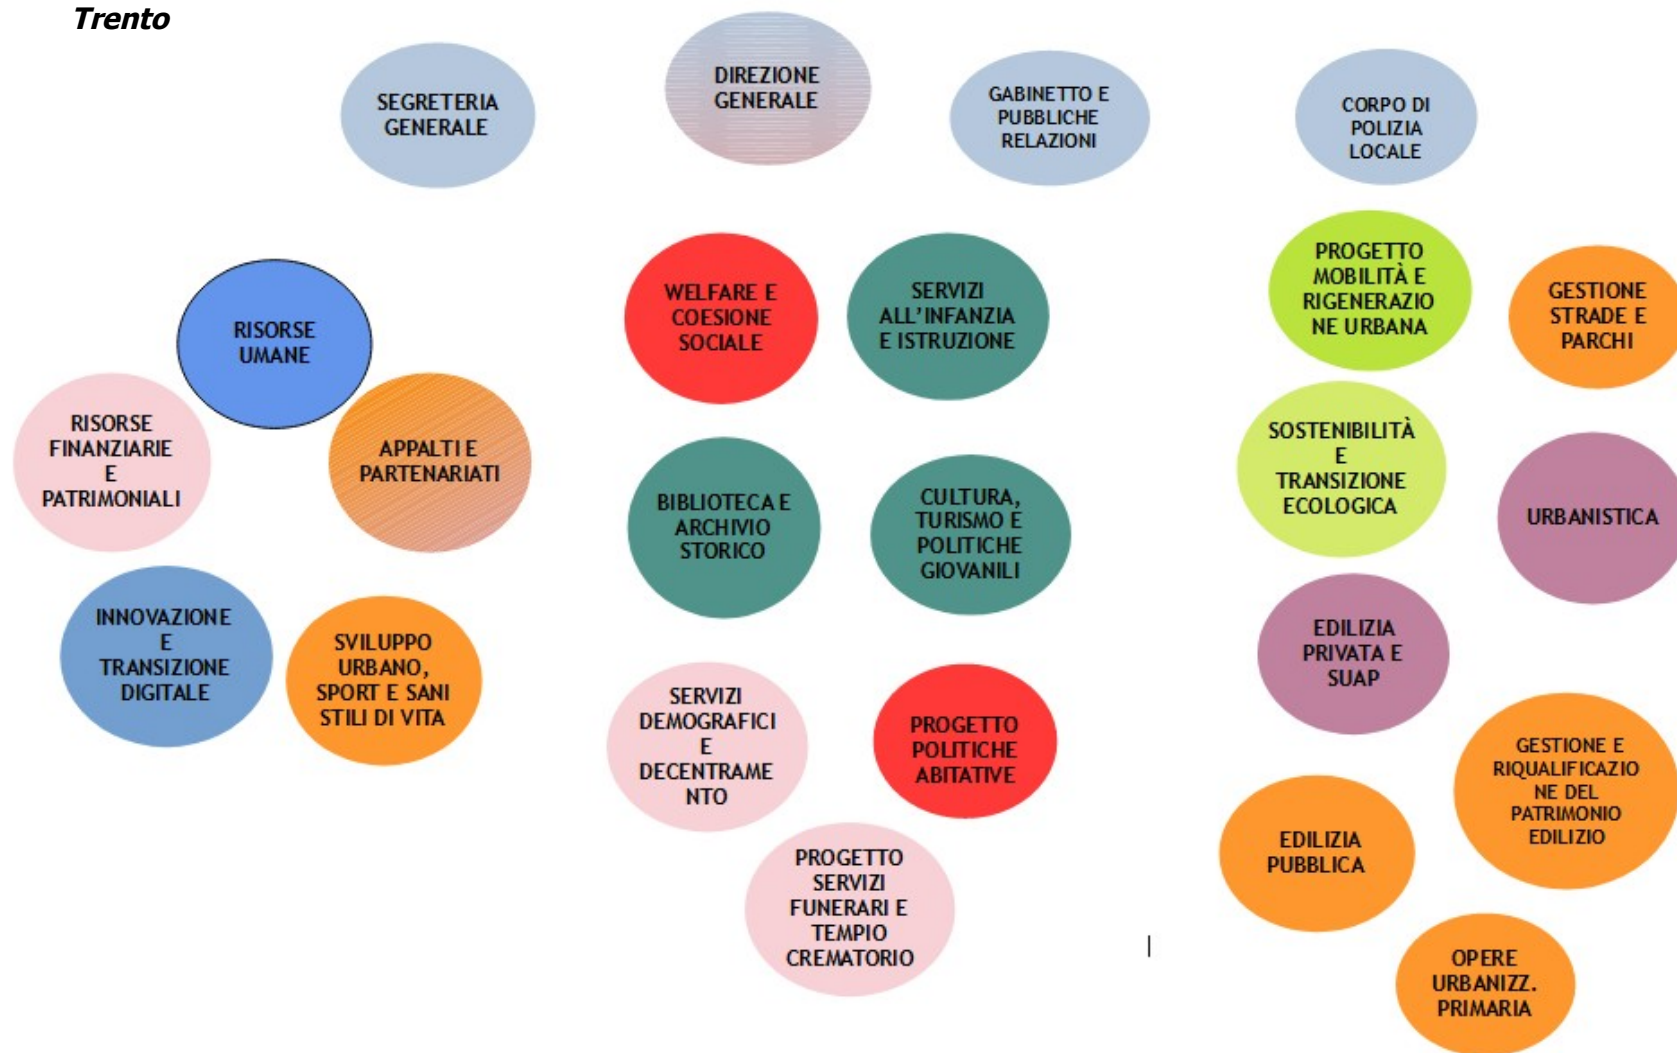 Trento
SEGRETERIA
GENERALE
DIREZIONE
GENERALE
GABINETTO E
PUBBLICHE
RELAZIONI
CORPO DI
POLIZIA
LOCALE
RISORSE
UMANE
RISORSE
FINANZIARIE
E
PATRIMONIALI
APPALTI E
PARTENARIATI
INNOVAZIONE
E
TRANSIZIONE
DIGITALE
SVILUPPO
URBANO,
SPORT E SANI
STILI DI VITA
WELFARE E
COESIONE
SOCIALE
SERVIZI
ALL'INFANZIA
E ISTRUZIONE
BIBLIOTECA E
ARCHIVIO
STORICO
CULTURA,
TURISMO E
POLITICHE
GIOVANILI
SERVIZI
DEMOGRAFICI
E
DECENTRAME
NTO
PROGETTO
POLITICHE
ABITATIVE
PROGETTO
SERVIZI
FUNERARI E
TEMPIO
CREMATORIO
PROGETTO
MOBILITÀ E
RIGENERAZIO
NE URBANA
GESTIONE
STRADE E
PARCHI
SOSTENIBILITÀ
E
TRANSIZIONE
ECOLOGICA
URBANISTICA
EDILIZIA
PRIVATA E
SUAP
GESTIONE E
RIQUALIFICAZIO
NE DEL
PATRIMONIO
EDILIZIO
EDILIZIA
PUBBLICA
OPERE
URBANIZZ.
PRIMARIA